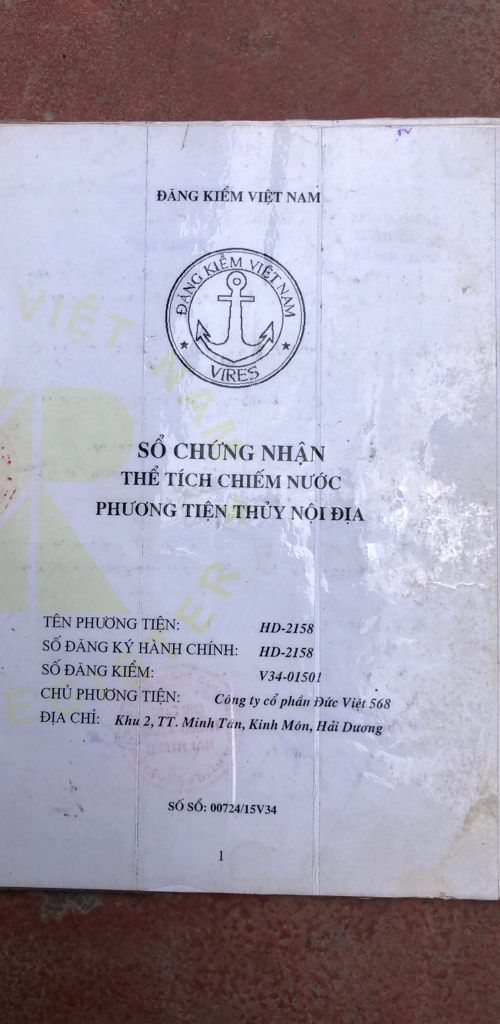 ĐĂNG KIỂM VIỆT NAM
ĐĂNG KIỂM VIỆT NAM
VIRES
VIỆT NAM
REGISTER
SỔ CHỨNG NHẬN
THỂ TÍCH CHIẾM NƯỚC
PHƯƠNG TIỆN THỦY NỘI ĐỊA
TÊN PHƯƠNG TIỆN: HD-2158
SỐ ĐĂNG KÝ HÀNH CHÍNH: HD-2158
SỐ ĐĂNG KIỂM: V34-01501
CHỦ PHƯƠNG TIỆN: Công ty cổ phần Đức Việt 568
ĐỊA CHỈ: Khu 2, TT. Minh Tân, Kinh Môn, Hải Dương
SỐ SỔ: 00724/15V34
1